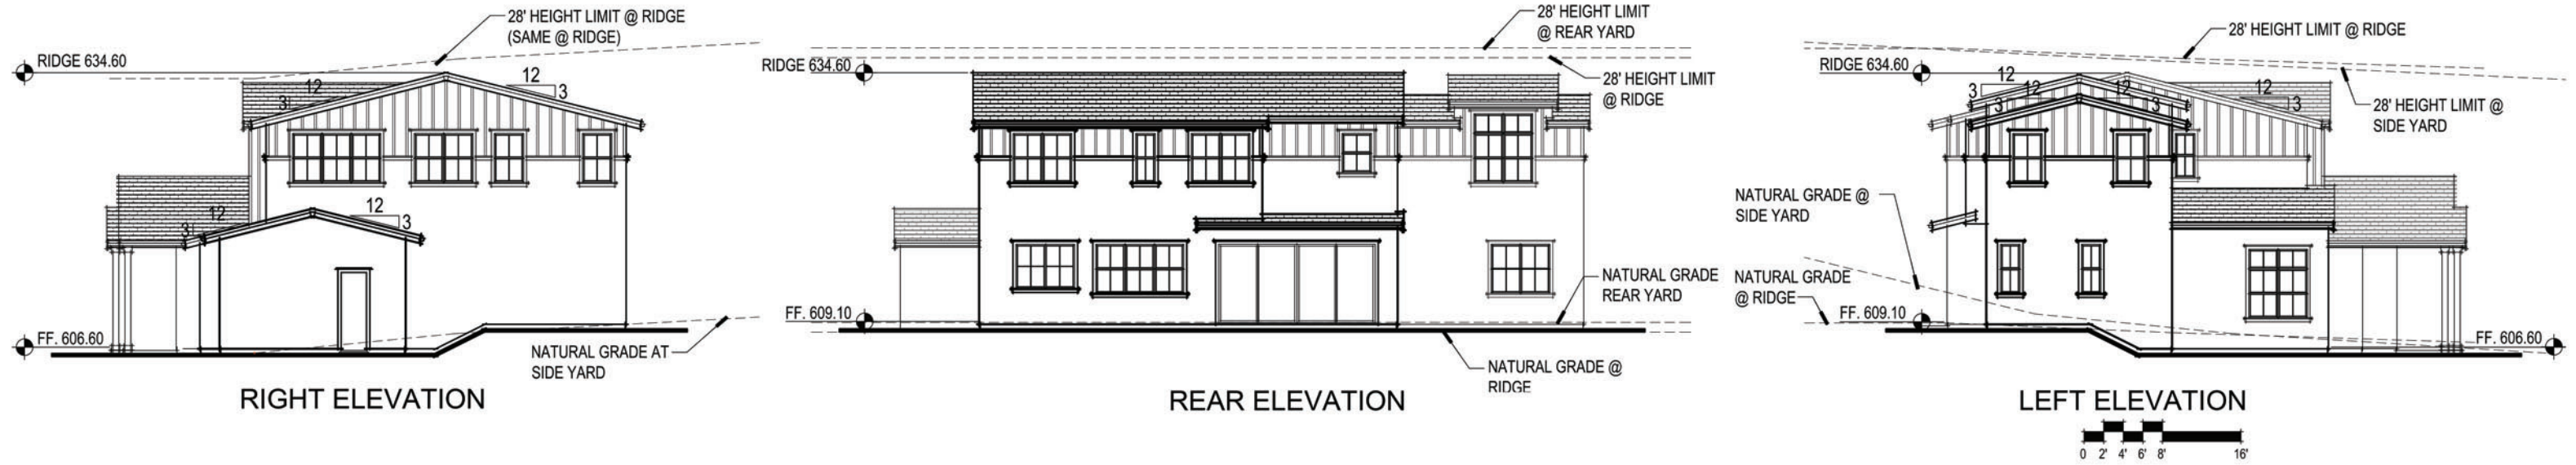 28' HEIGHT LIMIT @ RIDGE
(SAME @ RIDGE)
RIDGE 634.60
12
3
12
3
12
3
12
3
FF. 606.60
NATURAL GRADE AT
SIDE YARD
RIGHT ELEVATION
28' HEIGHT LIMIT
@ REAR YARD
RIDGE 634.60
28' HEIGHT LIMIT
@ RIDGE
FF. 609.10
NATURAL GRADE
REAR YARD
NATURAL GRADE @
RIDGE
REAR ELEVATION
28' HEIGHT LIMIT @ RIDGE
RIDGE 634.60
12
3
12
3
12
3
12
3
28' HEIGHT LIMIT @
SIDE YARD
NATURAL GRADE @
SIDE YARD
NATURAL GRADE
@ RIDGE
FF. 609.10
FF. 606.60
LEFT ELEVATION
0 2' 4' 6' 8' 16'